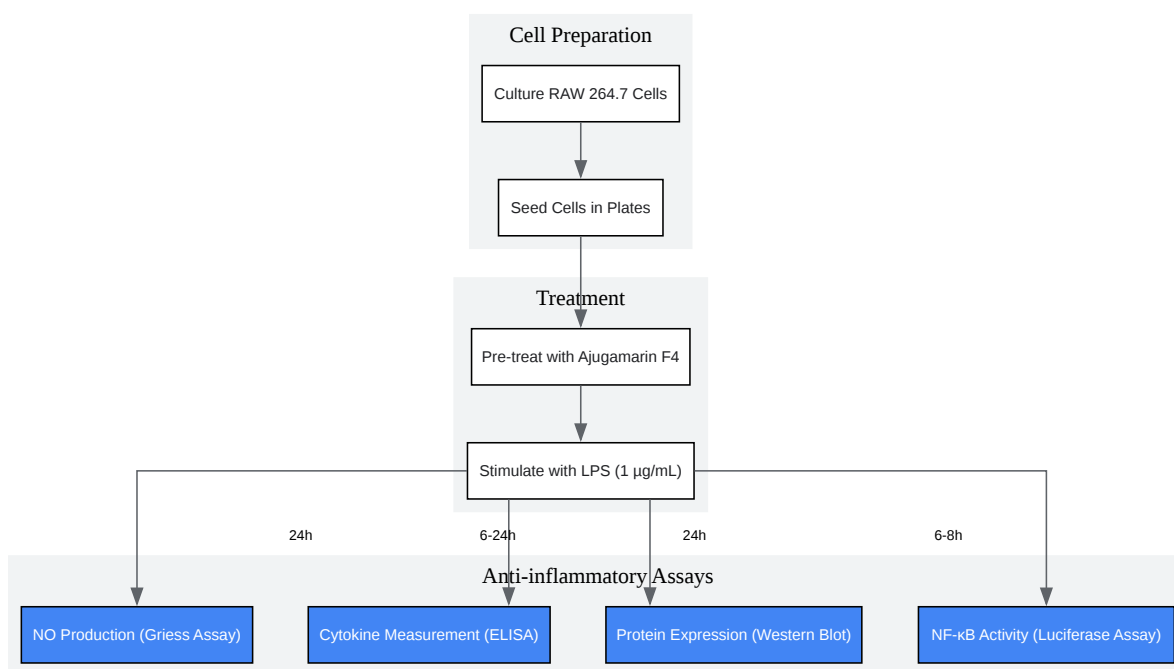 Cell Preparation
Culture RAW 264.7 Cells
Seed Cells in Plates
Treatment
Pre-treat with Ajugamarin F4
Stimulate with LPS (1 µg/mL)
24h
6-24h
24h
6-8h
Anti-inflammatory Assays
NO Production (Griess Assay)
Cytokine Measurement (ELISA)
Protein Expression (Western Blot)
NF-κB Activity (Luciferase Assay)